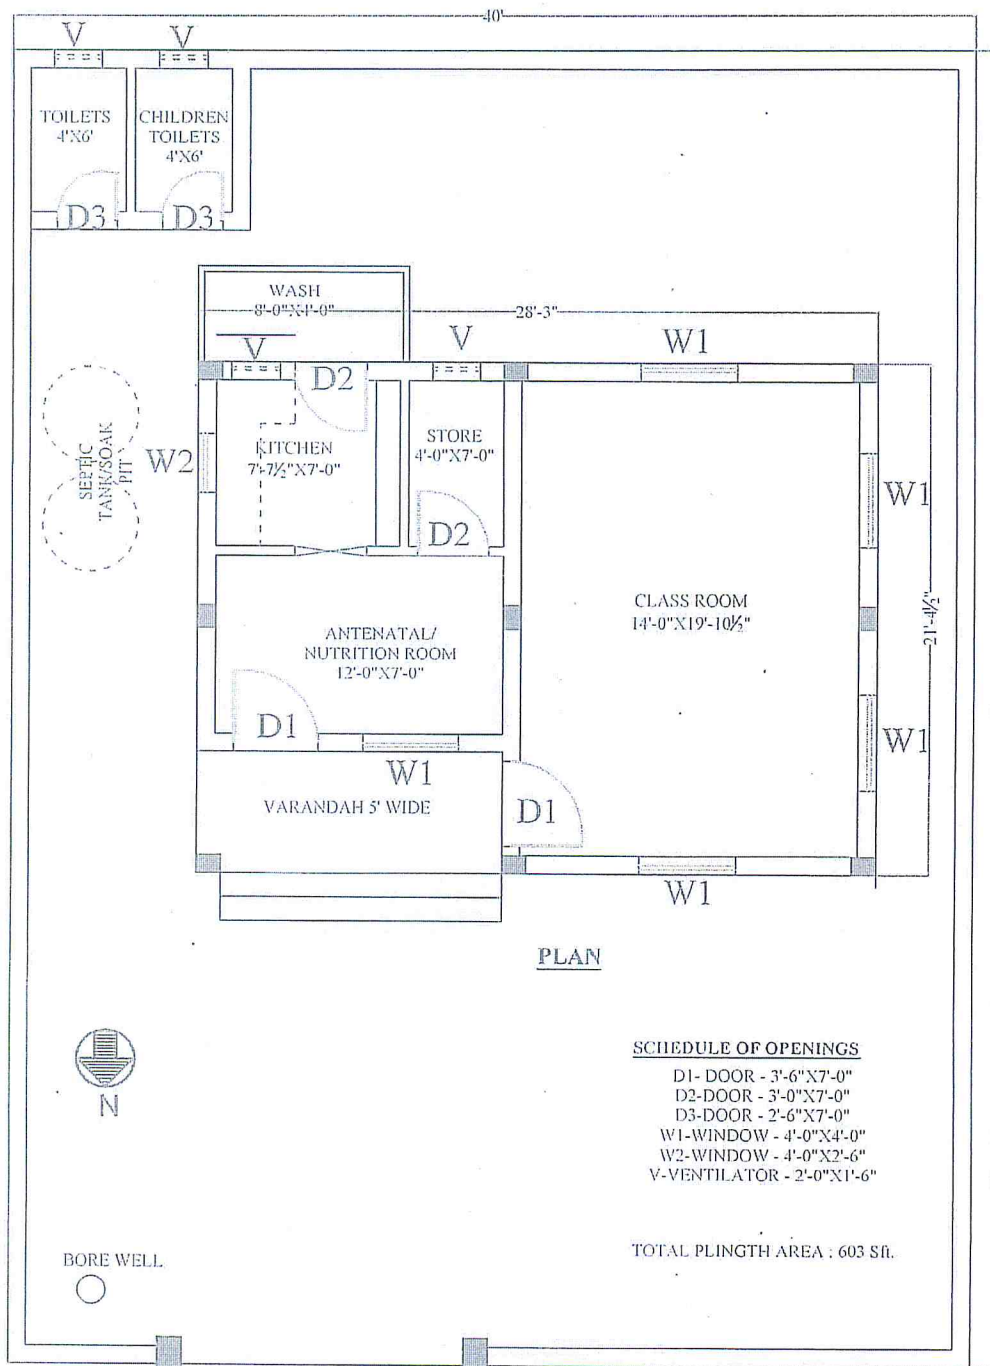 40'
V
V
TOILETS
4'X6'
CHILDREN
TOILETS
4'X6'
D3
D3
WASH
8'-0"X4'-0"
28'-3"
V
V
W1
D2
KITCHEN
7'-7½"X7'-0"
STORE
4'-0"X7'-0"
W2
SEPTIC
TANK/SOAK
PIT
D2
W1
CLASS ROOM
14'-0"X19'-10½"
21'-4½"
ANTENATAL/
NUTRITION ROOM
12'-0"X7'-0"
D1
W1
W1
VARANDAH 5' WIDE
D1
W1
PLAN
N
SCHEDULE OF OPENINGS
D1- DOOR - 3'-6"X7'-0"
D2-DOOR - 3'-0"X7'-0"
D3-DOOR - 2'-6"X7'-0"
W1-WINDOW - 4'-0"X4'-0"
W2-WINDOW - 4'-0"X2'-6"
V-VENTILATOR - 2'-0"X1'-6"
BORE WELL
TOTAL PLINGTH AREA : 603 Sft.